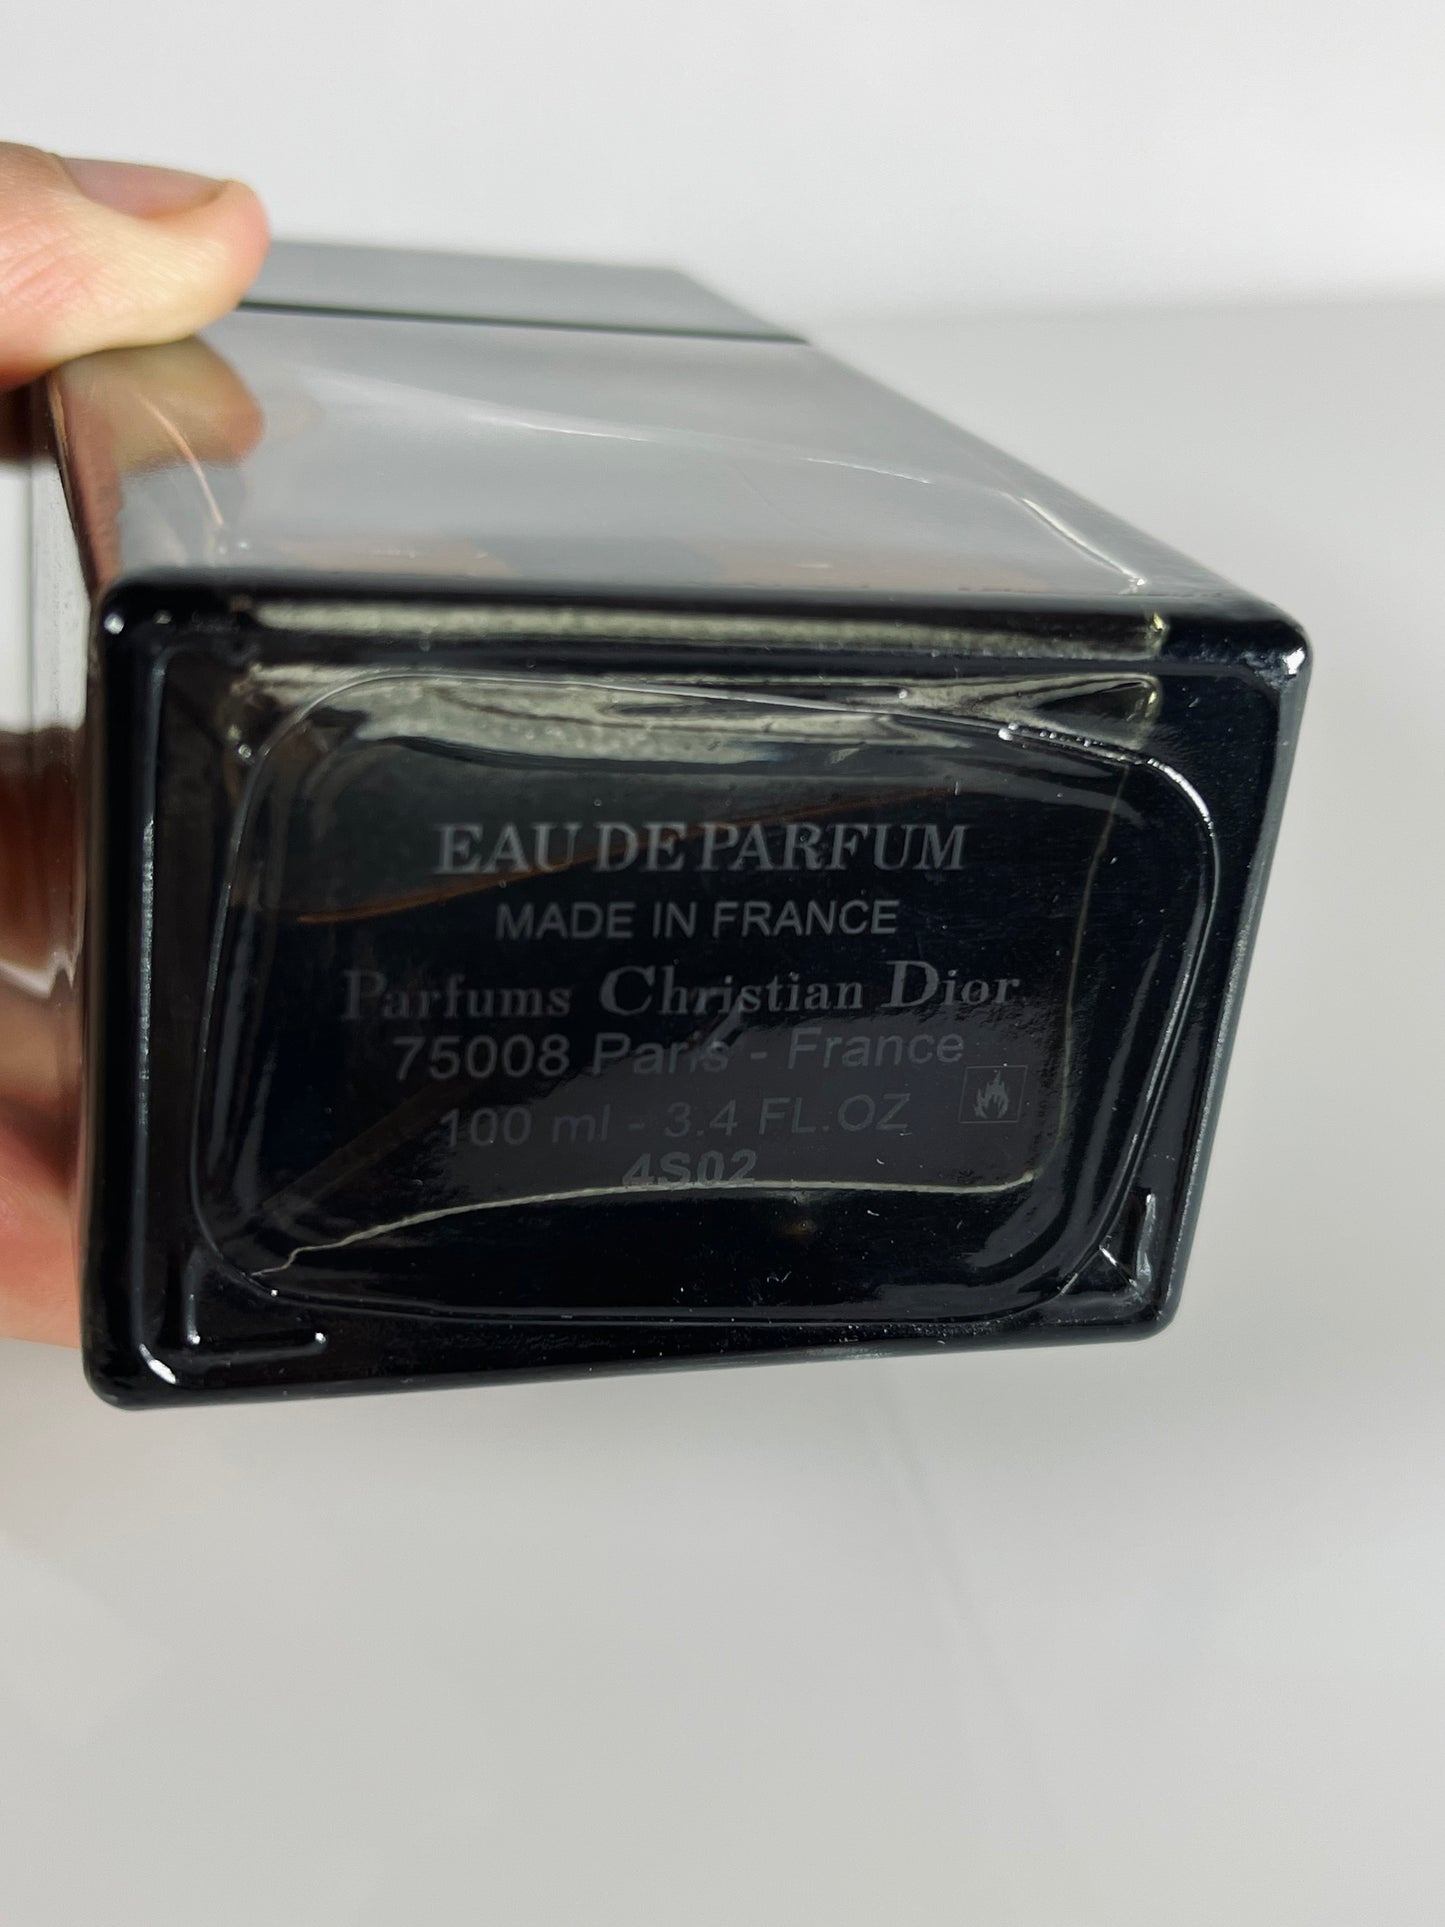 EAU DE PARFUM
MADE IN FRANCE
Parfums Christian Dior
75008 Paris - France
100 ml - 3.4 FL.OZ
4S02